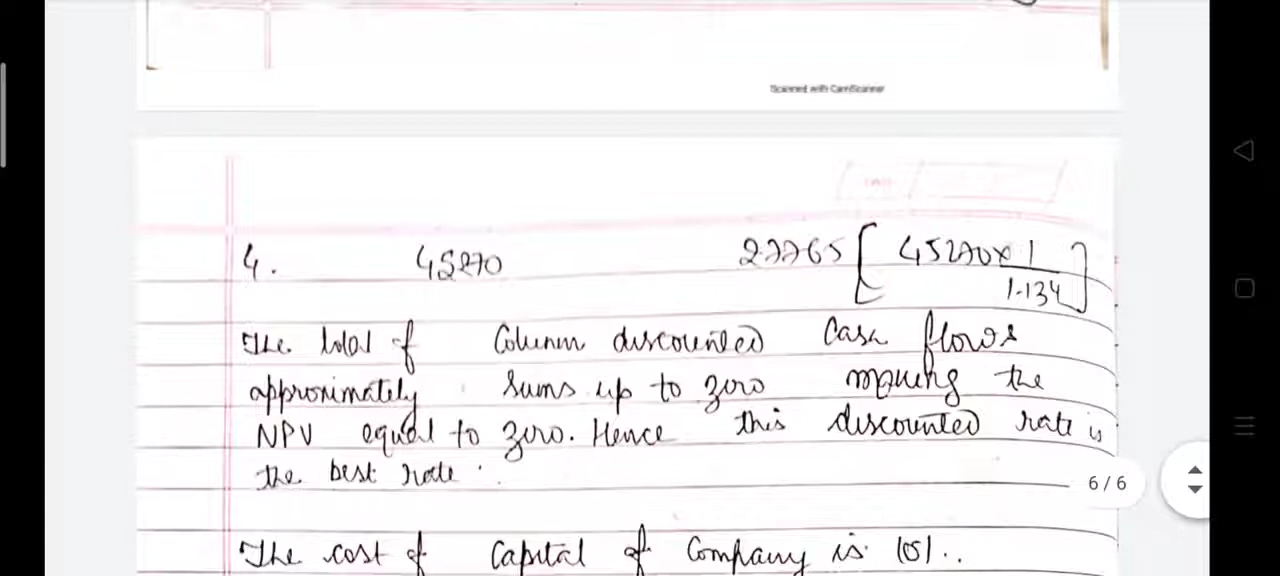 Scanned with CamScanner
4. 45270 27765 [ 45270 × 1
1.134 ]
The total of Column discounted Cash flows
approximately sums up to zero making the
NPV equal to zero. Hence this discounted rate is
the best rate.
6 / 6
The cost of Capital of Company is